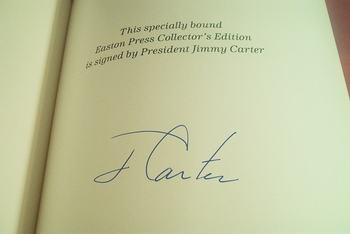 This specially bound
Easton Press Collector's Edition
is signed by President Jimmy Carter
J Carter